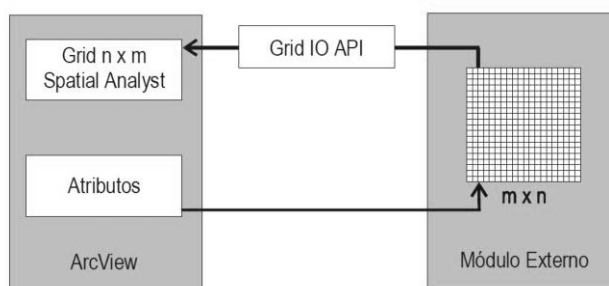 Grid n x m
Spatial Analyst
Grid IO API
Atributos
m x n
ArcView
Módulo Externo